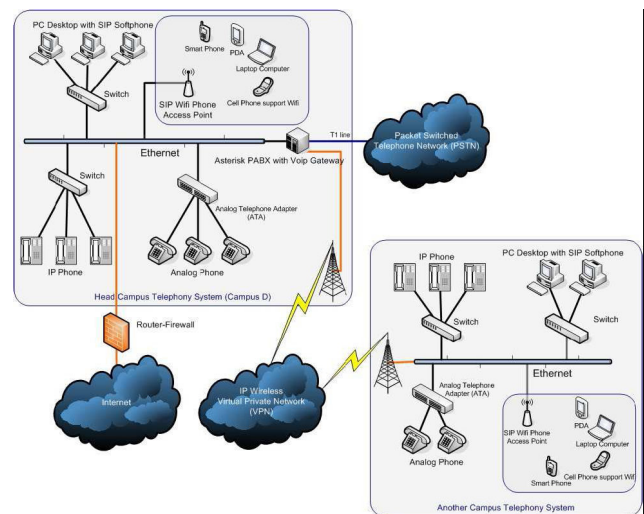 PC Desktop with SIP Softphone
Smat Phone
PDA
Laptop Computer
Switch
SIP Wifi Phone
Access Point
Cell Phone support Wifi
Ethernet
T1 line
Packet Switched
Telephone Network (PSTN)
Asterisk PABX with Voip Gateway
Switch
Analog Telephone Adapter
(ATA)
IP Phone
Analog Phone
Head Campus Telephony System (Campus D)
Router-Firewall
Internet
IP Wireless
Virtual Private Network
(VPN)
IP Phone
PC Desktop with SIP Softphone
Switch
Switch
Ethernet
Analog Telephone
Adapter (ATA)
Analog Phone
SIP Wifi Phone
Access Point
PDA
Laptop Computer
Smart Phone
Cell Phone support Wifi
Another Campus Telephony System